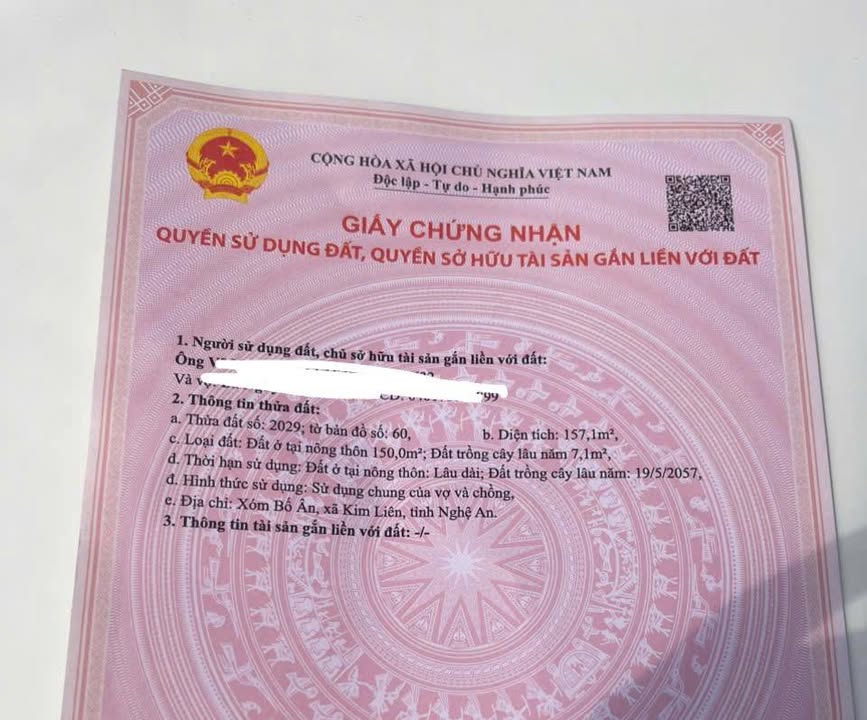 CỘNG HÒA XÃ HỘI CHỦ NGHĨA VIỆT NAM
Độc lập - Tự do - Hạnh phúc
GIẤY CHỨNG NHẬN
QUYỀN SỬ DỤNG ĐẤT, QUYỀN SỞ HỮU TÀI SẢN GẮN LIỀN VỚI ĐẤT
1. Người sử dụng đất, chủ sở hữu tài sản gắn liền với đất:
Ông
Và
2. Thông tin thửa đất:
a. Thửa đất số: 2029; tờ bản đồ số: 60, b. Diện tích: 157,1m²,
c. Loại đất: Đất ở tại nông thôn 150,0m²; Đất trồng cây lâu năm 7,1m²,
d. Thời hạn sử dụng: Đất ở tại nông thôn: Lâu dài; Đất trồng cây lâu năm: 19/5/2057,
đ. Hình thức sử dụng: Sử dụng chung của vợ và chồng,
e. Địa chỉ: Xóm Bố Ân, xã Kim Liên, tỉnh Nghệ An.
3. Thông tin tài sản gắn liền với đất: -/-